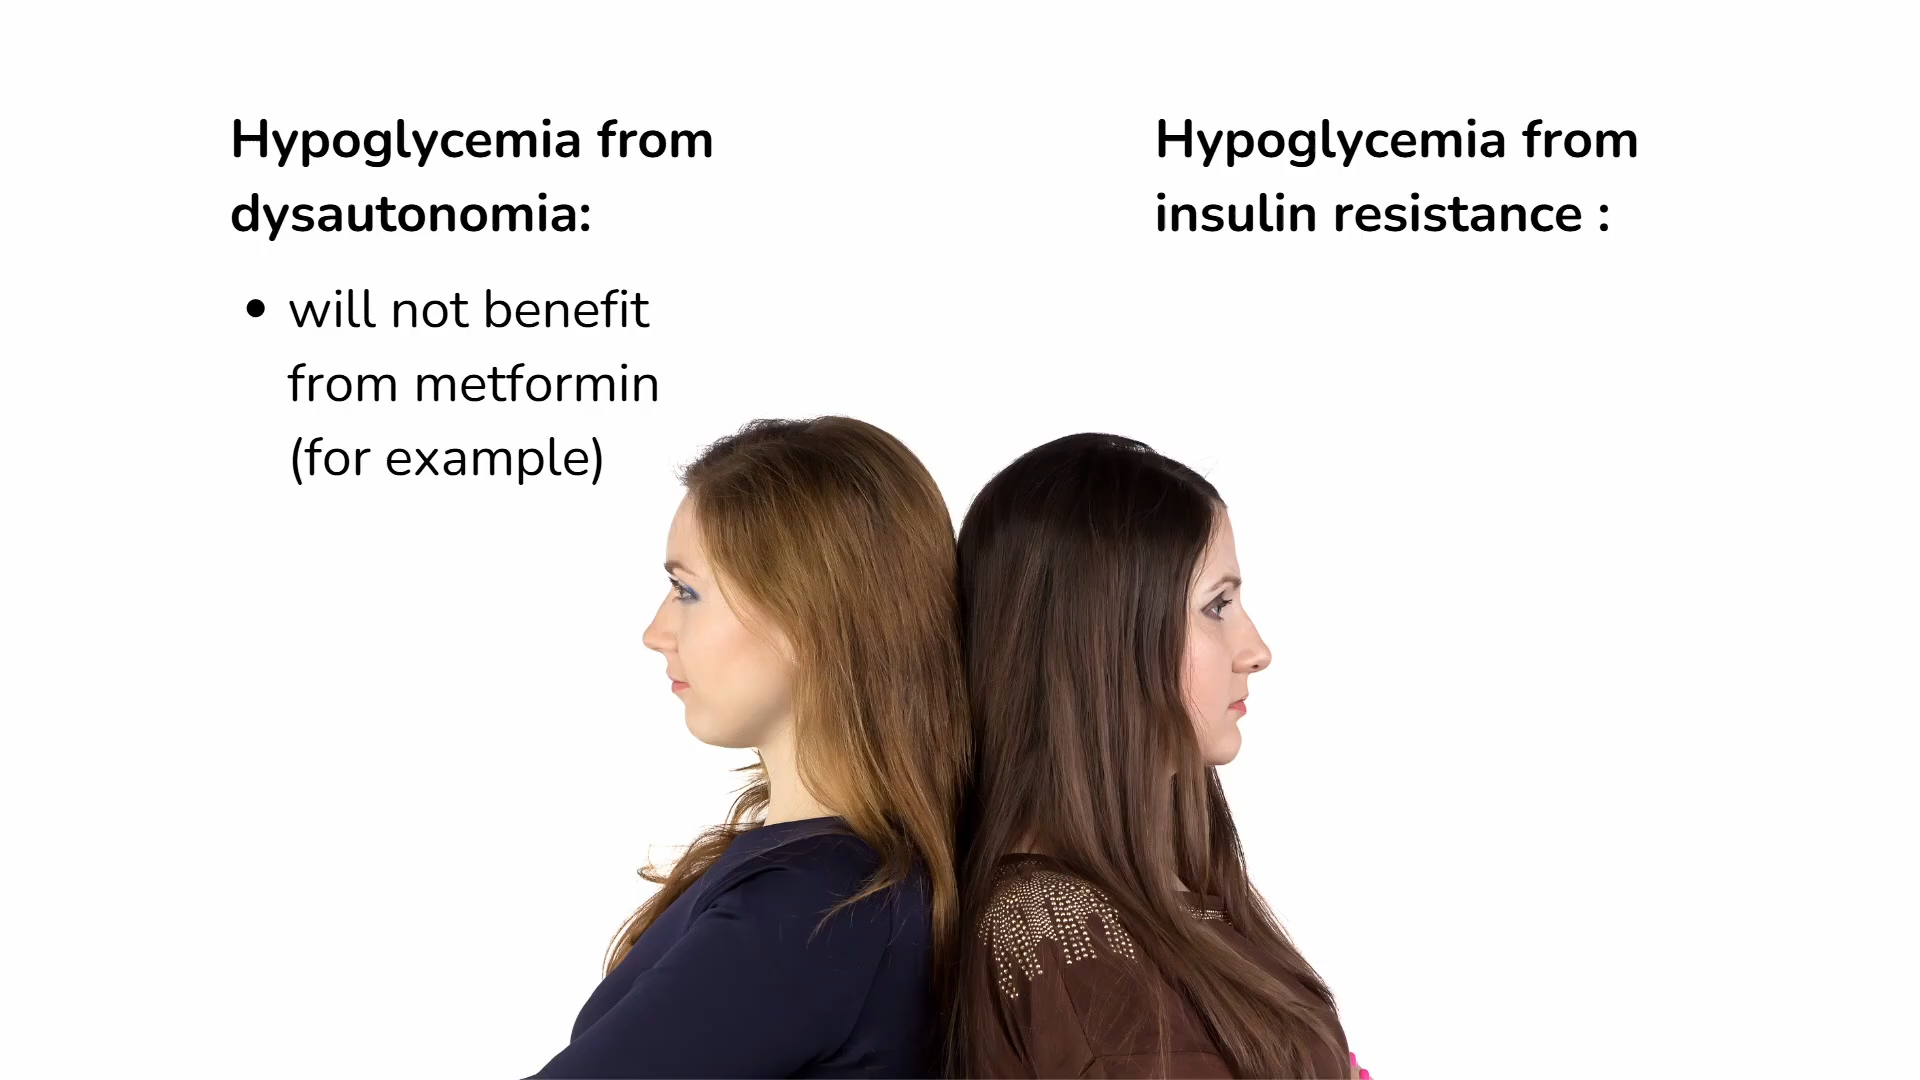 Hypoglycemia from
dysautonomia:
• will not benefit
from metformin
(for example)
Hypoglycemia from
insulin resistance :